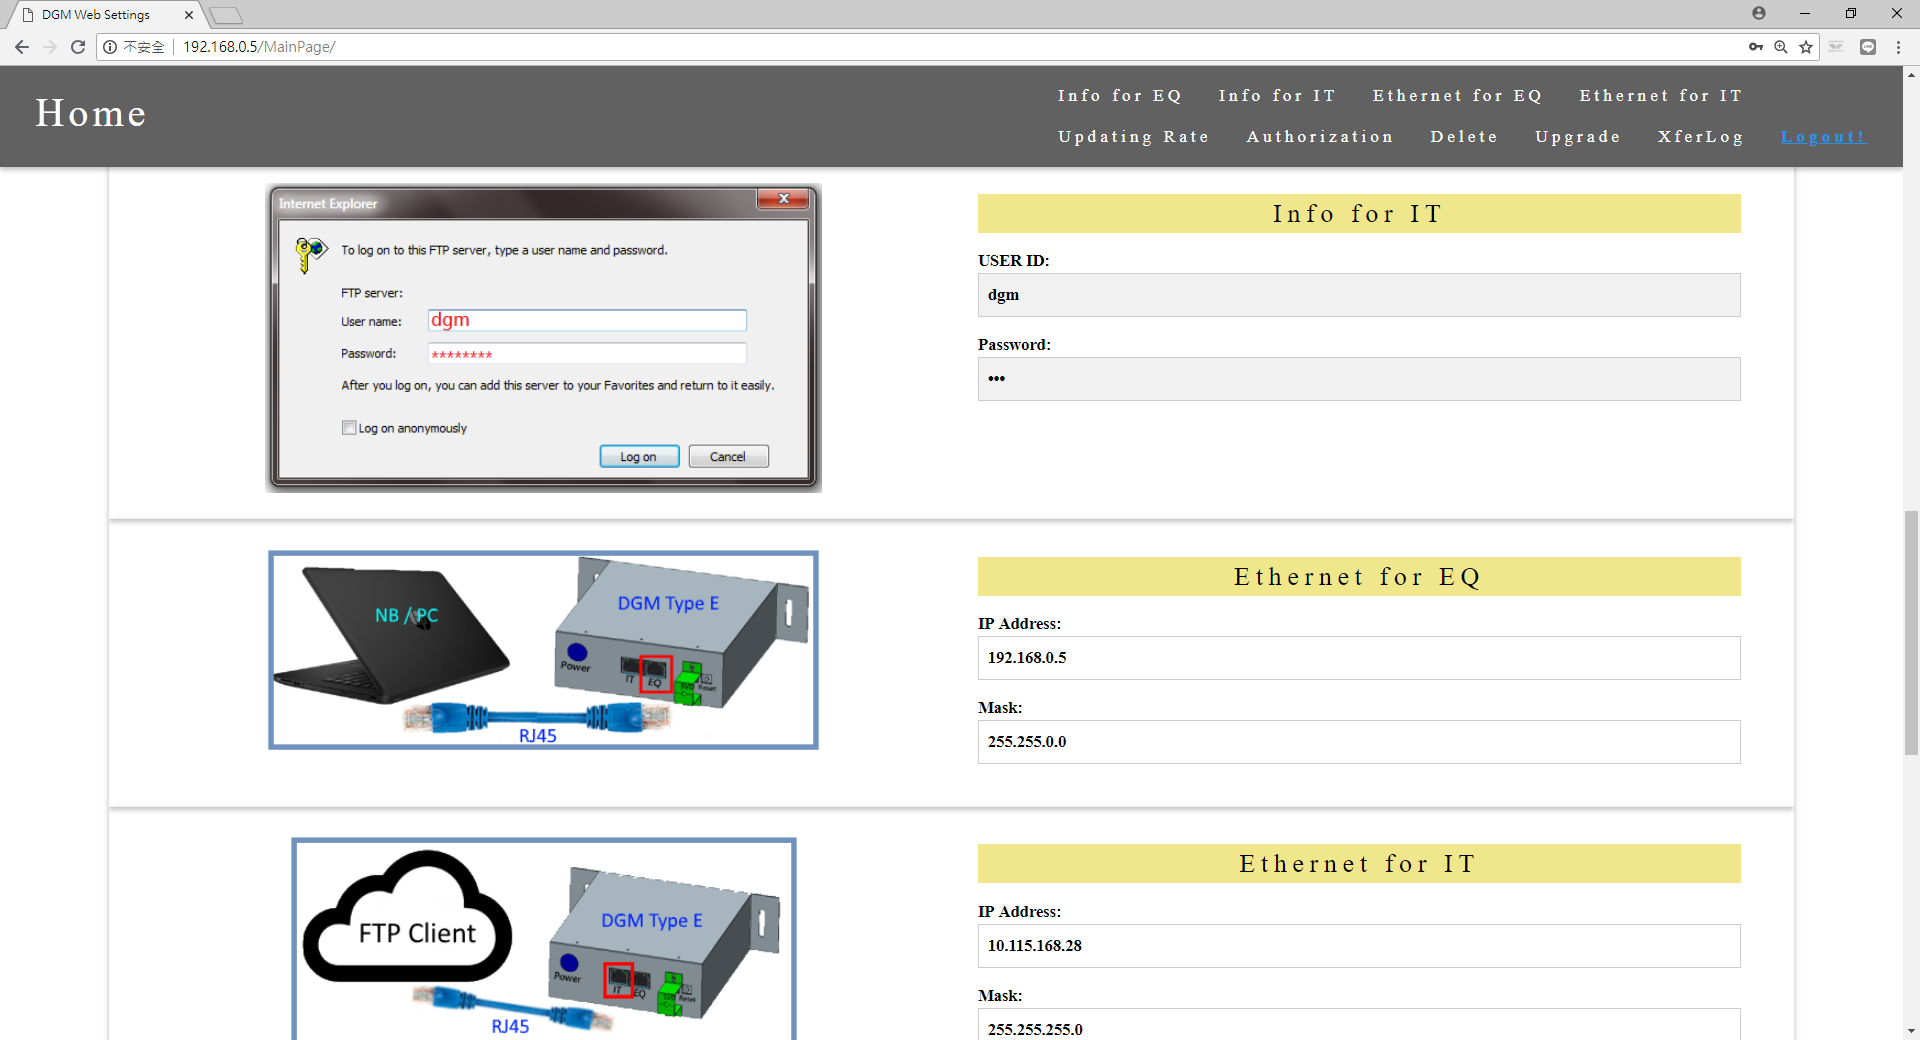 DGM Web Settings
不安全 192.168.0.5/MainPage/
Home
Info for EQ Info for IT Ethernet for EQ Ethernet for IT
Updating Rate Authorization Delete Upgrade XferLog Logout!
Internet Explorer
To log on to this FTP server, type a user name and password.
FTP server:
User name: dgm
Password: ********
After you log on, you can add this server to your Favorites and return to it easily.
Log on anonymously
Log on Cancel
Info for IT
USER ID:
dgm
Password:
•••
NB / PC
DGM Type E
Power
IT EQ
SVD Reset
RJ45
Ethernet for EQ
IP Address:
192.168.0.5
Mask:
255.255.0.0
FTP Client
DGM Type E
Power
IT EQ
SVD Reset
RJ45
Ethernet for IT
IP Address:
10.115.168.28
Mask:
255.255.255.0